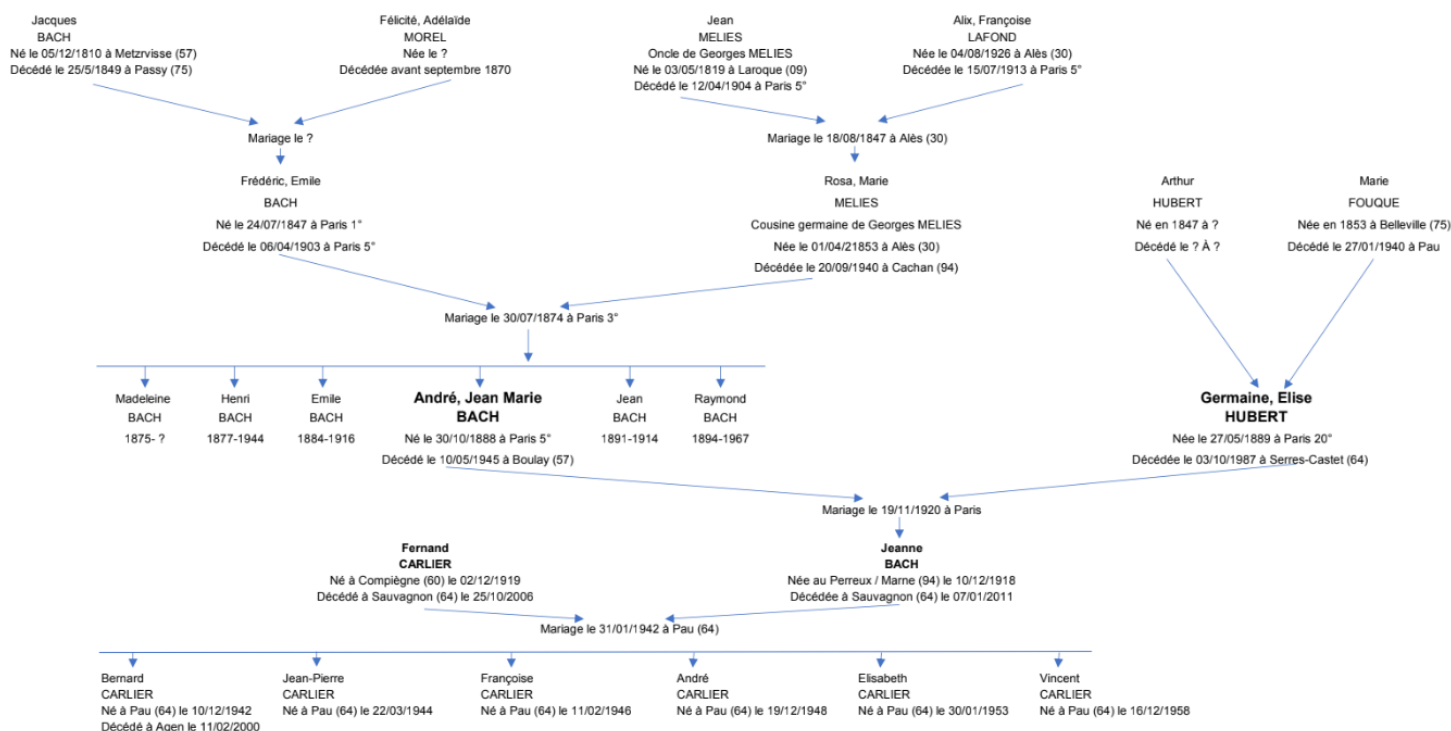 Jacques
BACH
Né le 05/12/1810 à Metzrvisse (57)
Décédé le 25/5/1849 à Passy (75)
Félicité, Adélaïde
MOREL
Née le ?
Décédée avant septembre 1870
Jean
MELIES
Oncle de Georges MELIES
Né le 03/05/1819 à Laroque (09)
Décédé le 12/04/1904 à Paris 5°
Alix, Françoise
LAFOND
Née le 04/08/1926 à Alès (30)
Décédée le 15/07/1913 à Paris 5°
Mariage le ?
Mariage le 18/08/1847 à Alès (30)
Frédéric, Emile
BACH
Né le 24/07/1847 à Paris 1°
Décédé le 06/04/1903 à Paris 5°
Rosa, Marie
MELIES
Cousine germaine de Georges MELIES
Née le 01/04/21853 à Alès (30)
Décédée le 20/09/1940 à Cachan (94)
Arthur
HUBERT
Né en 1847 à ?
Décédé le ? À ?
Marie
FOUQUE
Née en 1853 à Belleville (75)
Décédé le 27/01/1940 à Pau
Mariage le 30/07/1874 à Paris 3°
Madeleine
BACH
1875- ?
Henri
BACH
1877-1944
Emile
BACH
1884-1916
André, Jean Marie
BACH
Né le 30/10/1888 à Paris 5°
Décédé le 10/05/1945 à Boulay (57)
Jean
BACH
1891-1914
Raymond
BACH
1894-1967
Germaine, Elise
HUBERT
Née le 27/05/1889 à Paris 20°
Décédée le 03/10/1987 à Serres-Castet (64)
Mariage le 19/11/1920 à Paris
Fernand
CARLIER
Né à Compiègne (60) le 02/12/1919
Décédé à Sauvagnon (64) le 25/10/2006
Jeanne
BACH
Née au Perreux / Marne (94) le 10/12/1918
Décédée à Sauvagnon (64) le 07/01/2011
Mariage le 31/01/1942 à Pau (64)
Bernard
CARLIER
Né à Pau (64) le 10/12/1942
Décédé à Agen le 11/02/2000
Jean-Pierre
CARLIER
Né à Pau (64) le 22/03/1944
Françoise
CARLIER
Né à Pau (64) le 11/02/1946
André
CARLIER
Né à Pau (64) le 19/12/1948
Elisabeth
CARLIER
Né à Pau (64) le 30/01/1953
Vincent
CARLIER
Né à Pau (64) le 16/12/1958